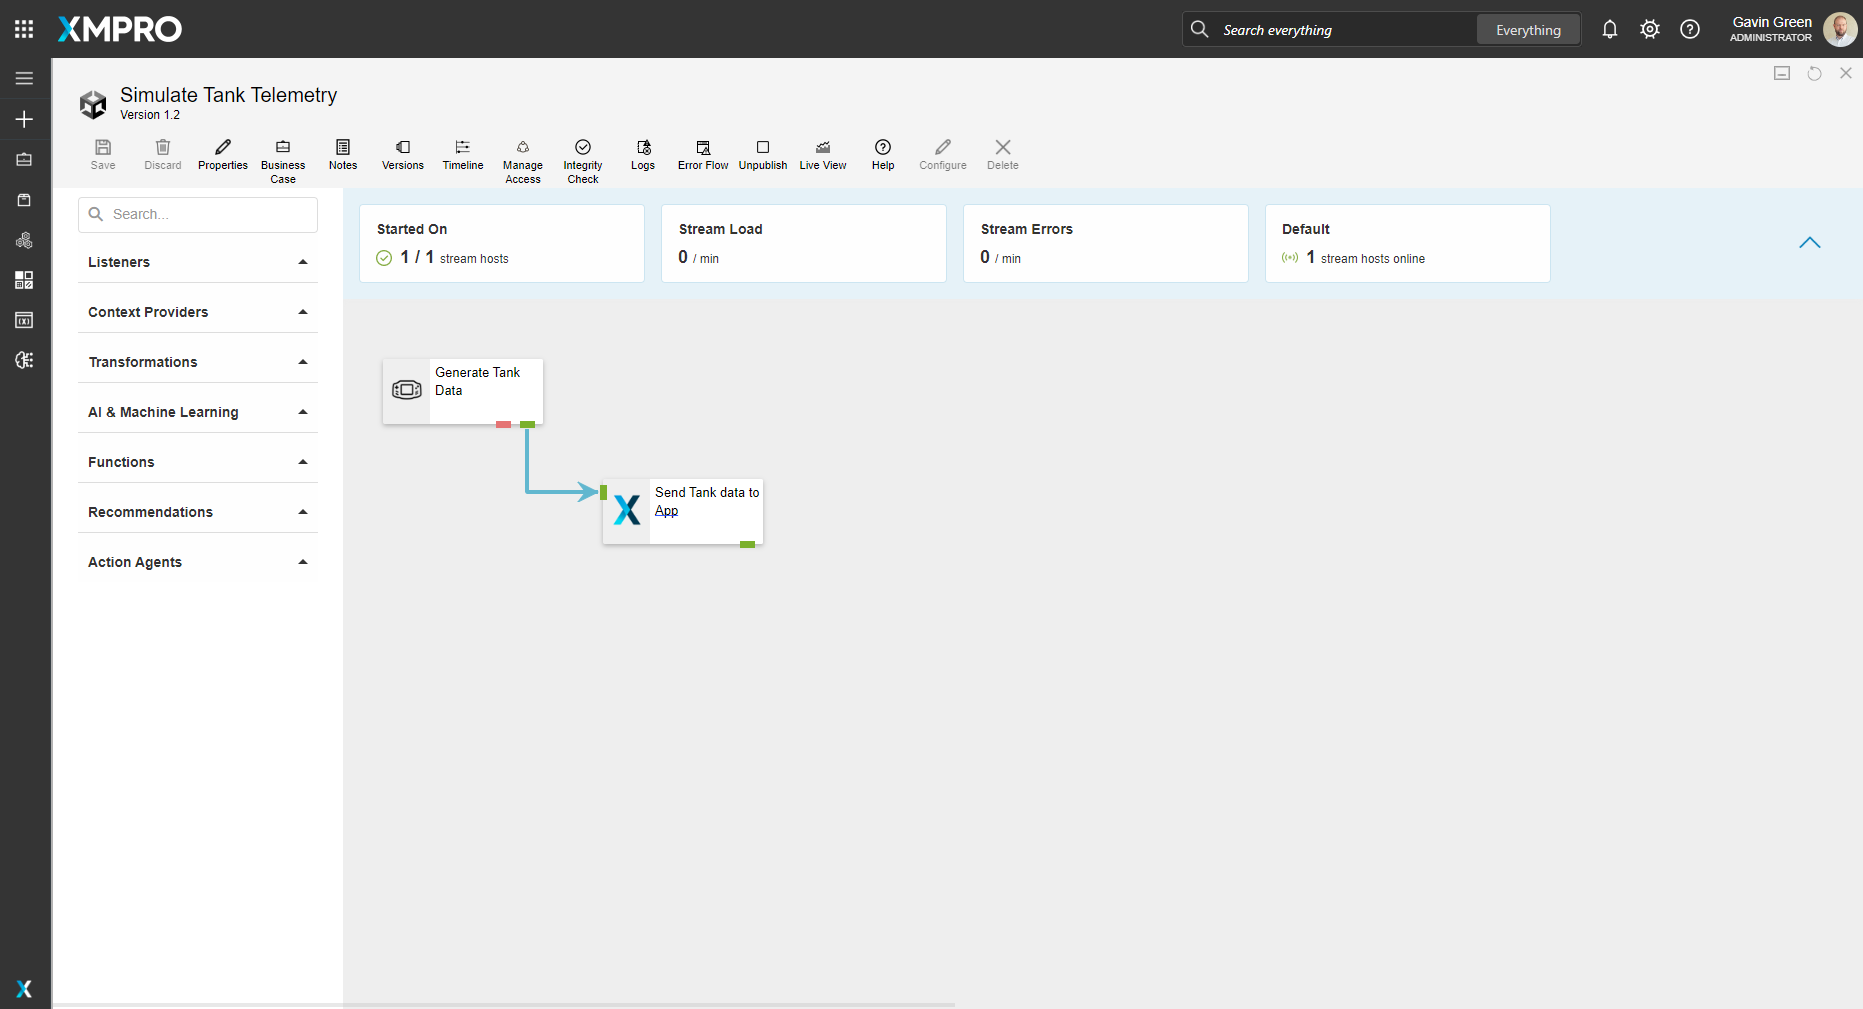 XMPRO
Search everything
Everything
Gavin Green
ADMINISTRATOR
Simulate Tank Telemetry
Version 1.2
Save
Discard
Properties
Business
Case
Notes
Versions
Timeline
Manage
Access
Integrity
Check
Logs
Error Flow
Unpublish
Live View
Help
Configure
Delete
Search...
Listeners
Context Providers
Transformations
AI & Machine Learning
Functions
Recommendations
Action Agents
Started On
1 / 1 stream hosts
Stream Load
0 / min
Stream Errors
0 / min
Default
1 stream hosts online
Generate Tank
Data
Send Tank data to
App